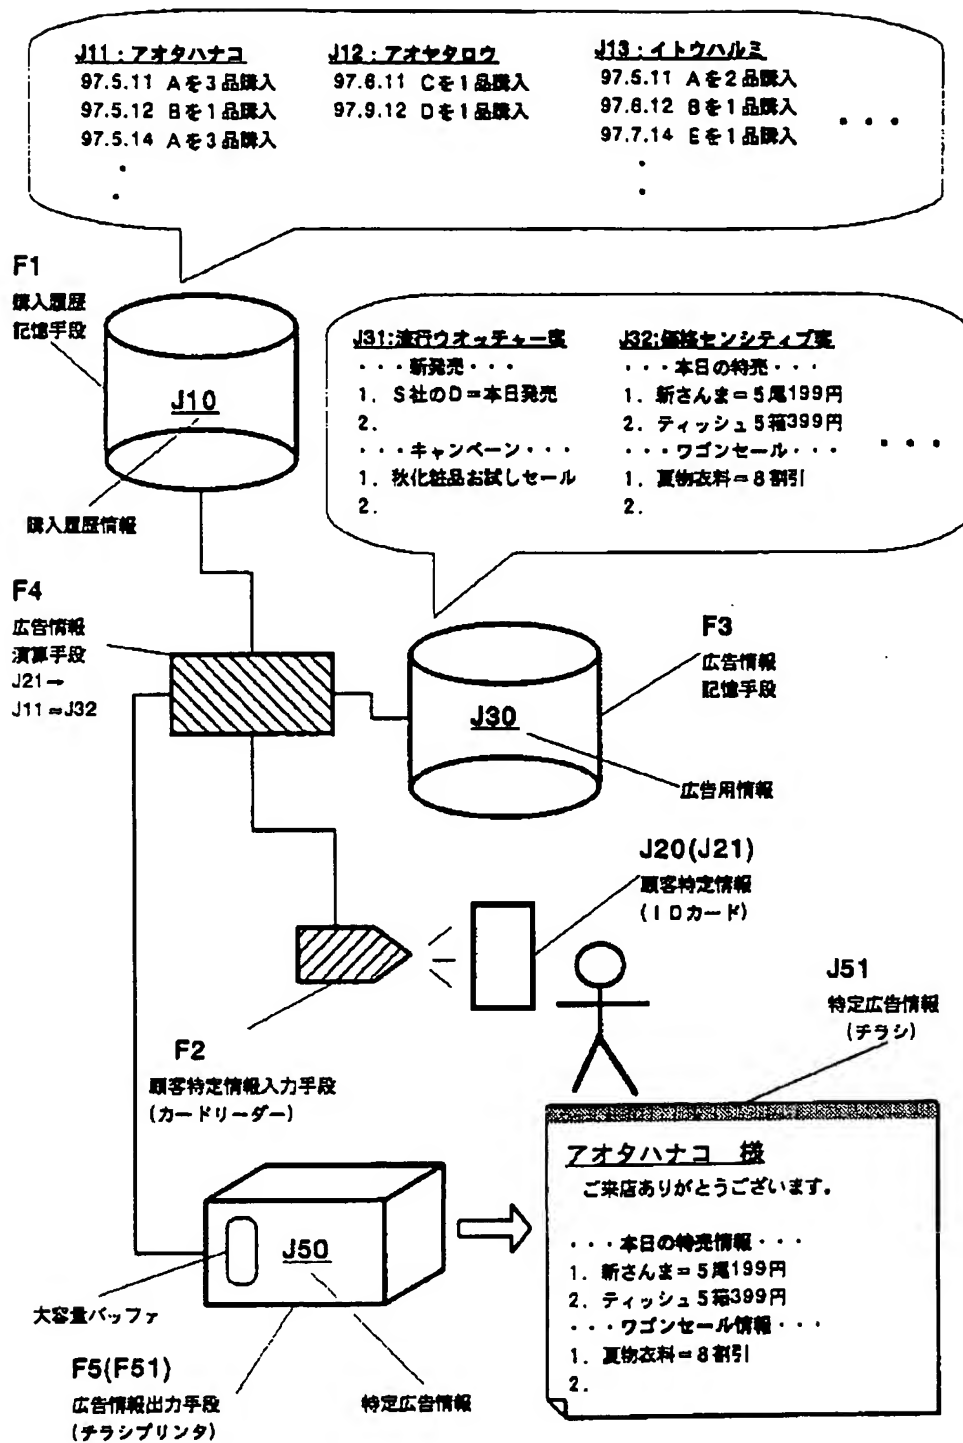 J11：アオタハナコ
97.5.11 Aを3品購入
97.5.12 Bを1品購入
97.5.14 Aを3品購入
・
・
J12：アオヤタロウ
97.6.11 Cを1品購入
97.9.12 Dを1品購入
J13：イトウハルミ
97.5.11 Aを2品購入
97.6.12 Bを1品購入
97.7.14 Eを1品購入
・
・
・・・
F1
購入履歴
記憶手段
J10
購入履歴情報
J31:流行ウオッチャー客
・・・新発売・・・
1. S社のD＝本日発売
2.
・・・キャンペーン・・・
1. 秋化粧品お試しセール
2.
J32:価格センシティブ客
・・・本日の特売・・・
1. 新さんま＝5尾199円
2. ティッシュ5箱399円
・・・ワゴンセール・・・
1. 夏物衣料＝8割引
2.
・・・
F4
広告情報
演算手段
J21→
J11＝J32
F3
広告情報
記憶手段
J30
広告用情報
J20(J21)
顧客特定情報
(IDカード)
F2
顧客特定情報入力手段
(カードリーダー)
J51
特定広告情報
(チラシ)
アオタハナコ 様
ご来店ありがとうございます。
・・・本日の特売情報・・・
1. 新さんま＝5尾199円
2. ティッシュ5箱399円
・・・ワゴンセール情報・・・
1. 夏物衣料＝8割引
2.
J50
大容量バッファ
F5(F51)
広告情報出力手段
(チラシプリンタ)
特定広告情報